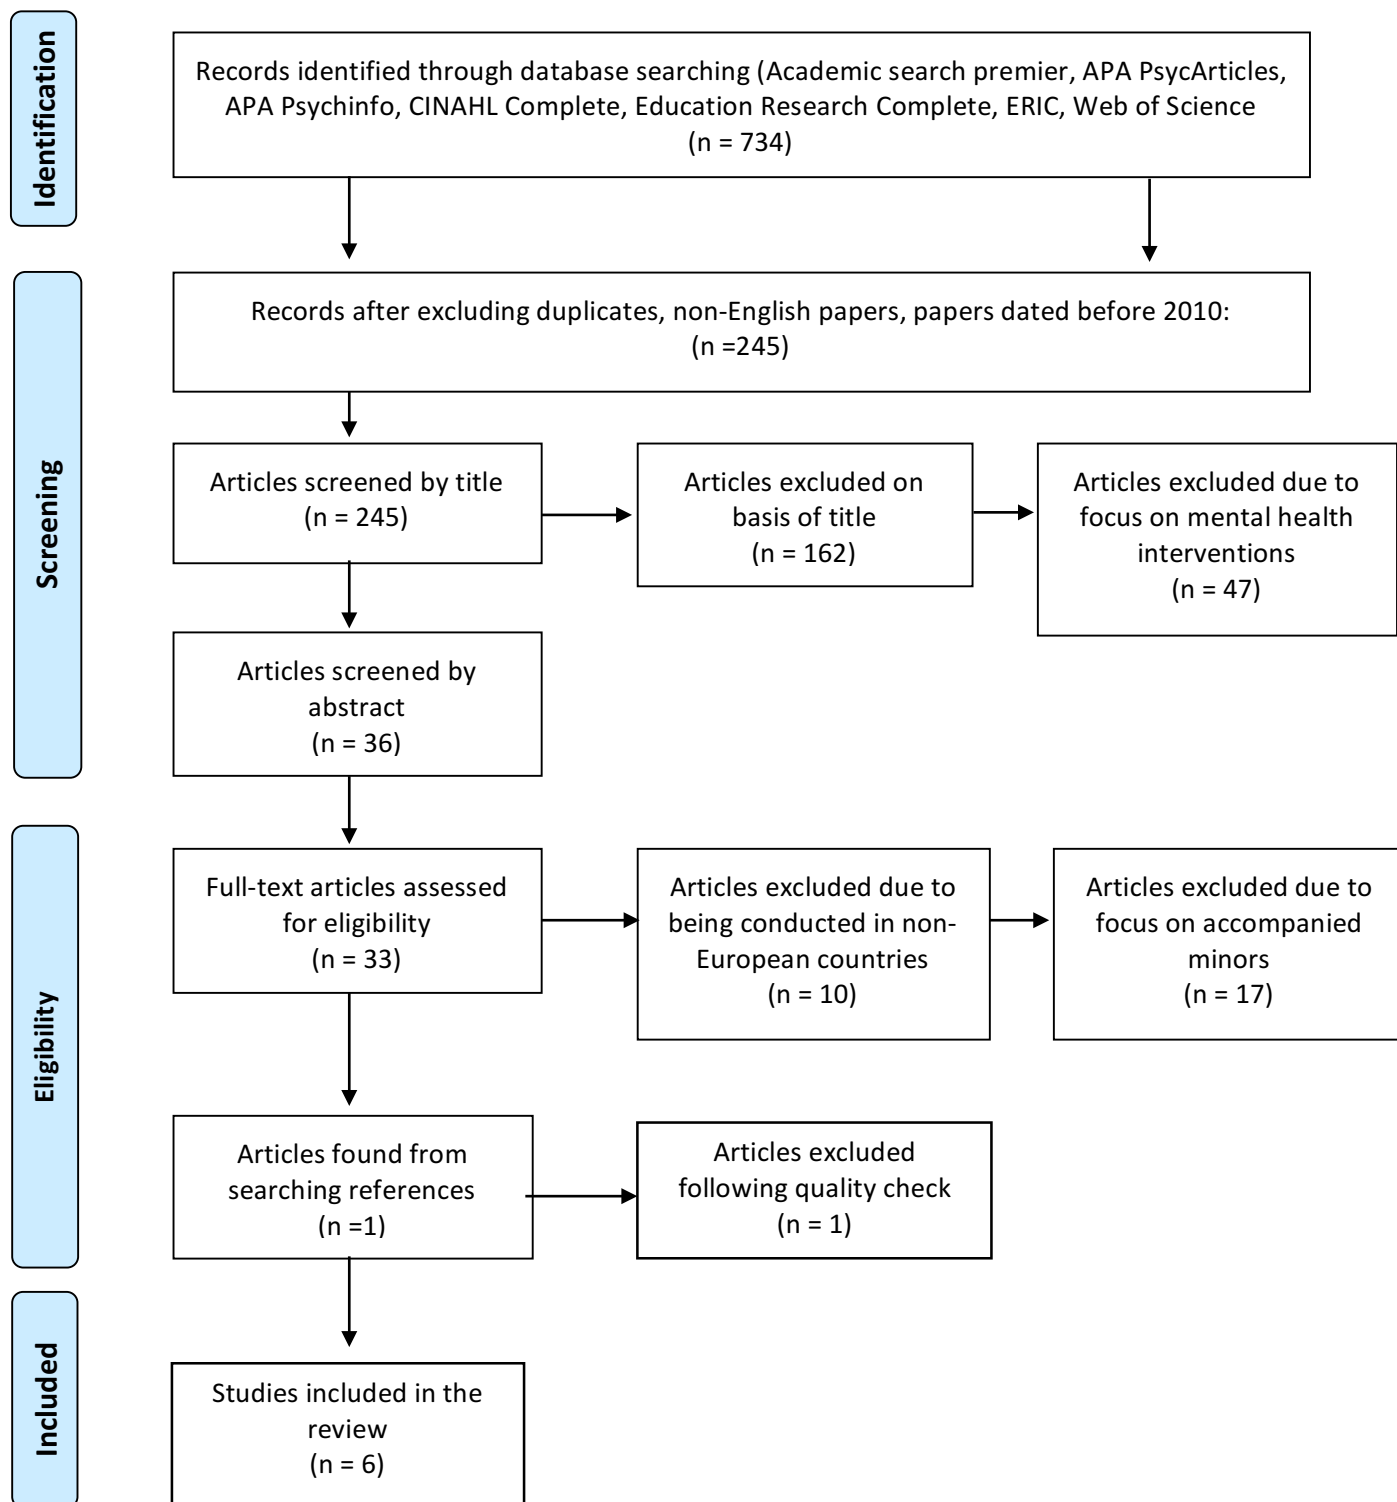 Identification
Records identified through database searching (Academic search premier, APA PsycArticles,
APA Psychinfo, CINAHL Complete, Education Research Complete, ERIC, Web of Science
(n = 734)
Screening
Records after excluding duplicates, non-English papers, papers dated before 2010:
(n =245)
Articles screened by title
(n = 245)
Articles excluded on
basis of title
(n = 162)
Articles excluded due to
focus on mental health
interventions
(n = 47)
Articles screened by
abstract
(n = 36)
Eligibility
Full-text articles assessed
for eligibility
(n = 33)
Articles excluded due to
being conducted in non-
European countries
(n = 10)
Articles excluded due to
focus on accompanied
minors
(n = 17)
Articles found from
searching references
(n =1)
Articles excluded
following quality check
(n = 1)
Included
Studies included in the
review
(n = 6)